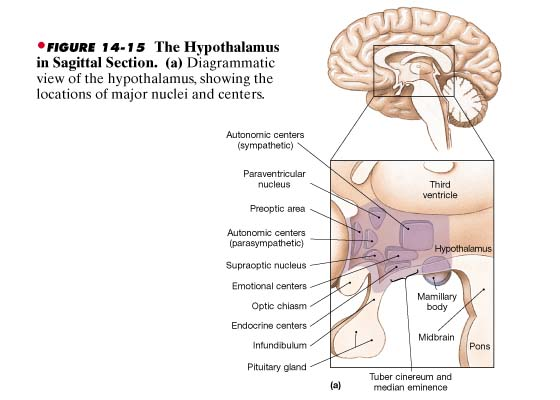 •FIGURE 14-15 The Hypothalamus
in Sagittal Section. (a) Diagrammatic
view of the hypothalamus, showing the
locations of major nuclei and centers.
Autonomic centers
(sympathetic)
Paraventricular
nucleus
Preoptic area
Autonomic centers
(parasympathetic)
Supraoptic nucleus
Emotional centers
Optic chiasm
Endocrine centers
Infundibulum
Pituitary gland
Third
ventricle
Hypothalamus
Mamillary
body
Midbrain
Pons
Tuber cinereum and
median eminence
(a)